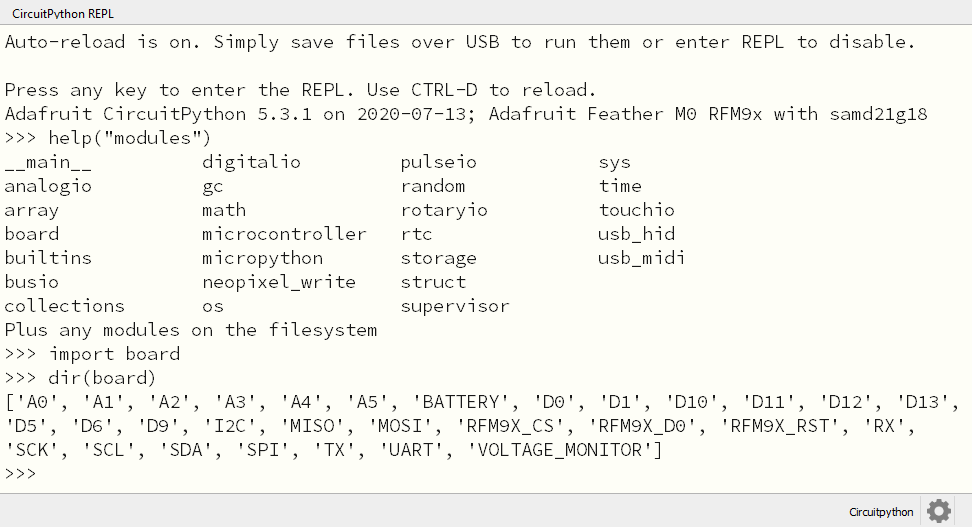 CircuitPython REPL
Auto-reload is on. Simply save files over USB to run them or enter REPL to disable.
Press any key to enter the REPL. Use CTRL-D to reload.
Adafruit CircuitPython 5.3.1 on 2020-07-13; Adafruit Feather M0 RFM9x with samd21g18
>>> help("modules")
__main__          digitalio         pulseio           sys
analogio          gc                random            time
array             math              rotaryio          touchio
board             microcontroller   rtc               usb_hid
builtins          micropython       storage           usb_midi
busio             neopixel_write    struct
collections       os                supervisor
Plus any modules on the filesystem
>>> import board
>>> dir(board)
['A0', 'A1', 'A2', 'A3', 'A4', 'A5', 'BATTERY', 'D0', 'D1', 'D10', 'D11', 'D12', 'D13',
'D5', 'D6', 'D9', 'I2C', 'MISO', 'MOSI', 'RFM9X_CS', 'RFM9X_D0', 'RFM9X_RST', 'RX',
'SCK', 'SCL', 'SDA', 'SPI', 'TX', 'UART', 'VOLTAGE_MONITOR']
>>>
Circuitpython